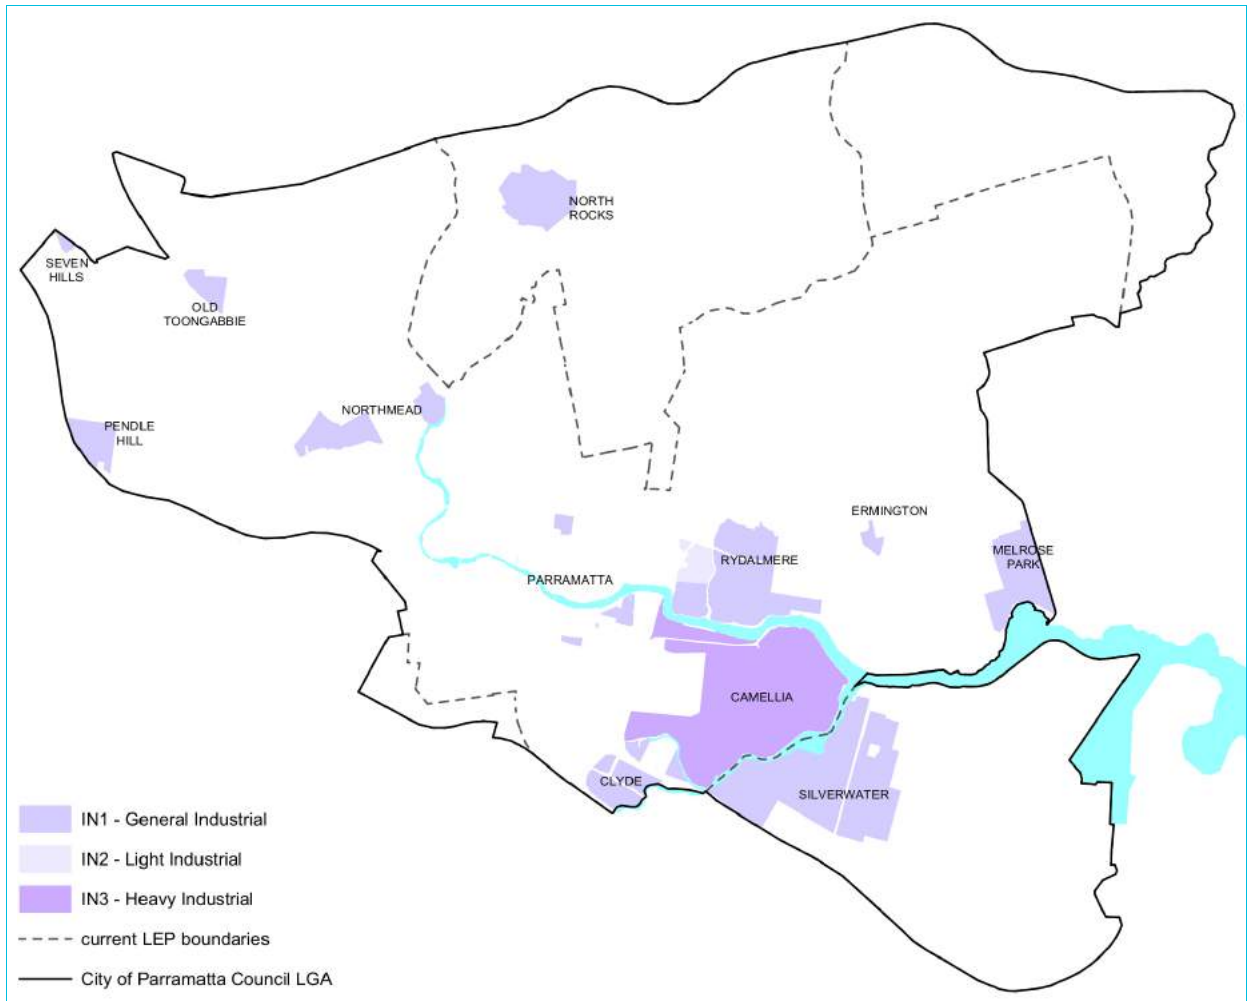 NORTH
ROCKS
SEVEN
HILLS
OLD
TOONGABBIE
PENDLE
HILL
NORTHMEAD
ERMINGTON
MELROSE
PARK
RYDALMERE
PARRAMATTA
CAMELLIA
CLYDE
SILVERWATER
IN1 - General Industrial
IN2 - Light Industrial
IN3 - Heavy Industrial
current LEP boundaries
City of Parramatta Council LGA